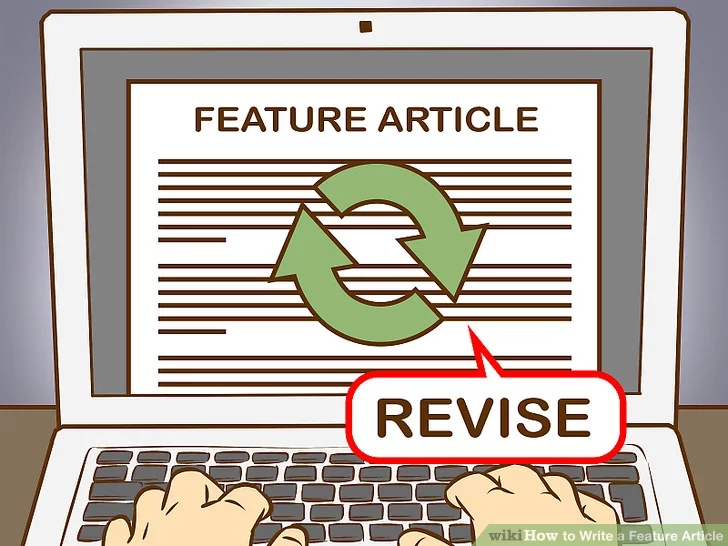 FEATURE ARTICLE
REVISE
wikiHow to Write a Feature Article